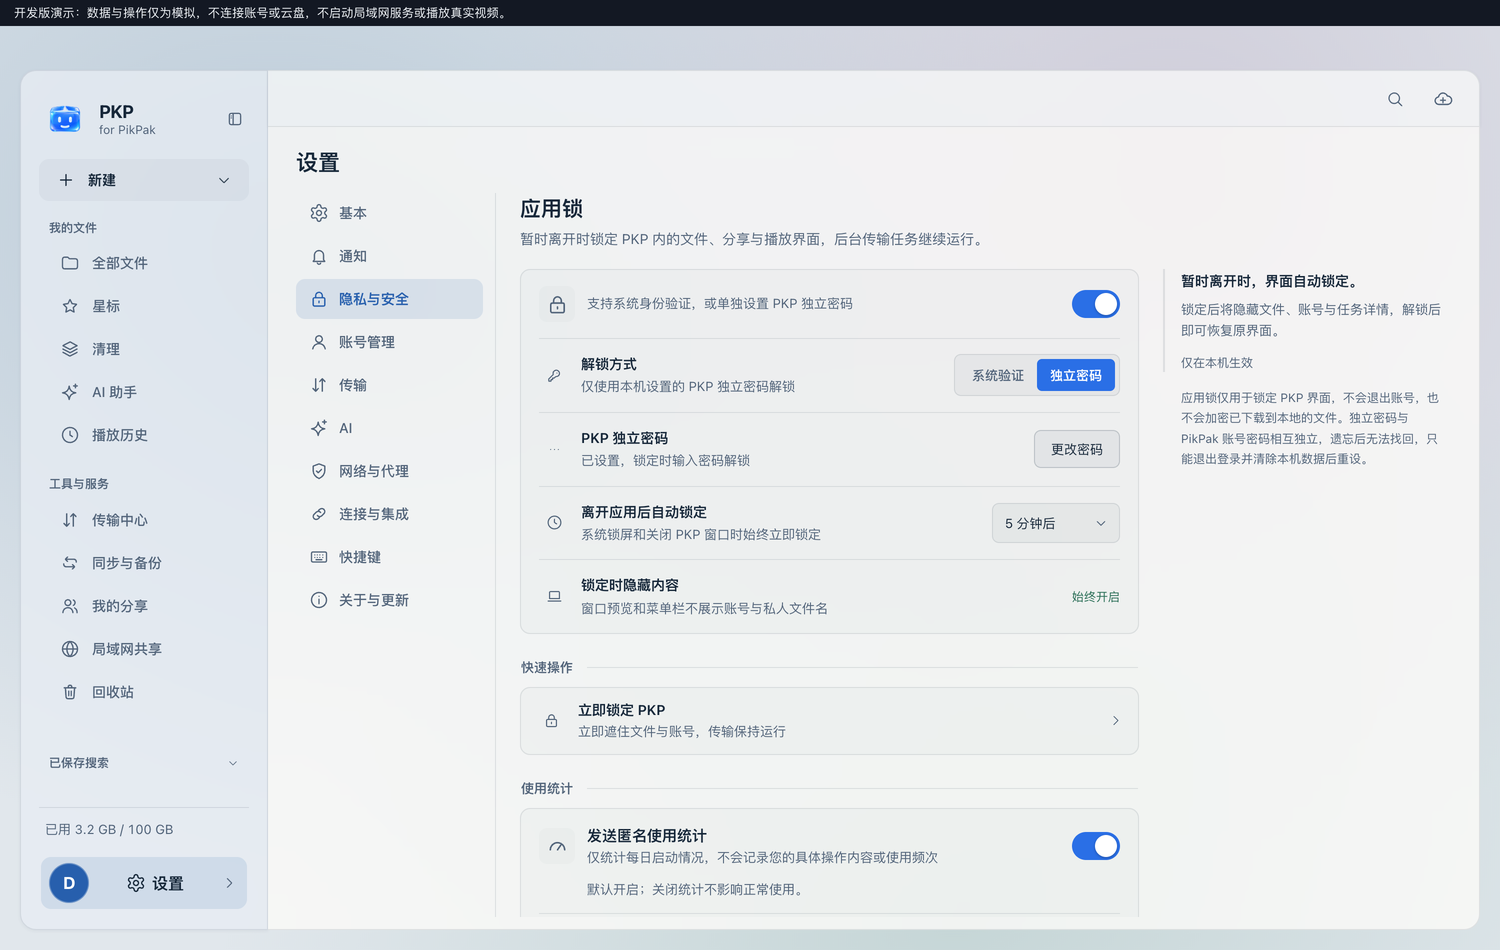 开发版演示：数据与操作仅为模拟，不连接账号或云盘，不启动局域网服务或播放真实视频。
PKP
for PikPak
新建
我的文件
全部文件
星标
清理
AI 助手
播放历史
工具与服务
传输中心
同步与备份
我的分享
局域网共享
回收站
已保存搜索
已用 3.2 GB / 100 GB
D
设置
设置
基本
通知
隐私与安全
账号管理
传输
AI
网络与代理
连接与集成
快捷键
关于与更新
应用锁
暂时离开时锁定 PKP 内的文件、分享与播放界面，后台传输任务继续运行。
支持系统身份验证，或单独设置 PKP 独立密码
解锁方式
仅使用本机设置的 PKP 独立密码解锁
系统验证
独立密码
PKP 独立密码
已设置，锁定时输入密码解锁
更改密码
离开应用后自动锁定
系统锁屏和关闭 PKP 窗口时始终立即锁定
5 分钟后
锁定时隐藏内容
窗口预览和菜单栏不展示账号与私人文件名
始终开启
快速操作
立即锁定 PKP
立即遮住文件与账号，传输保持运行
使用统计
发送匿名使用统计
仅统计每日启动情况，不会记录您的具体操作内容或使用频次
默认开启；关闭统计不影响正常使用。
暂时离开时，界面自动锁定。
锁定后将隐藏文件、账号与任务详情，解锁后
即可恢复原界面。
仅在本机生效
应用锁仅用于锁定 PKP 界面，不会退出账号，也
不会加密已下载到本地的文件。独立密码与
PikPak 账号密码相互独立，遗忘后无法找回，只
能退出登录并清除本机数据后重设。